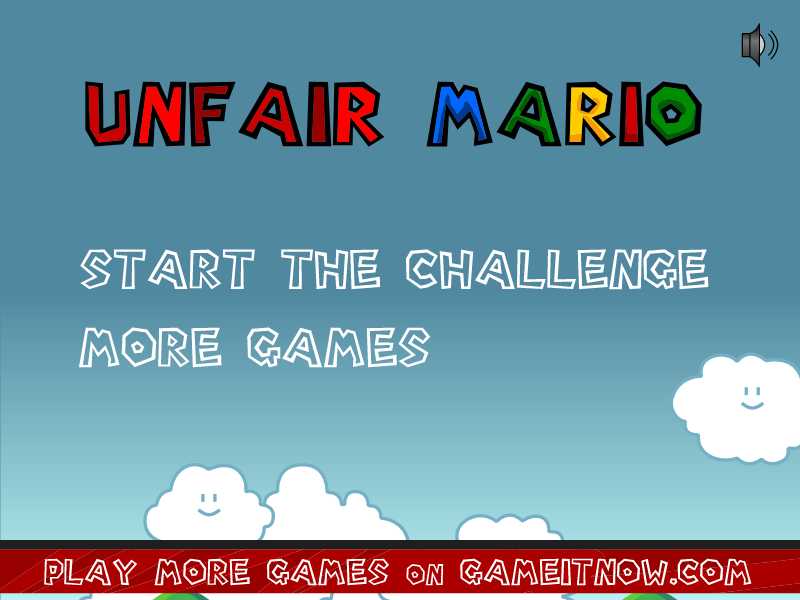 UNFAIR MARIO
START THE CHALLENGE
MORE GAMES
PLAY MORE GAMES ON GAMEITNOW.COM